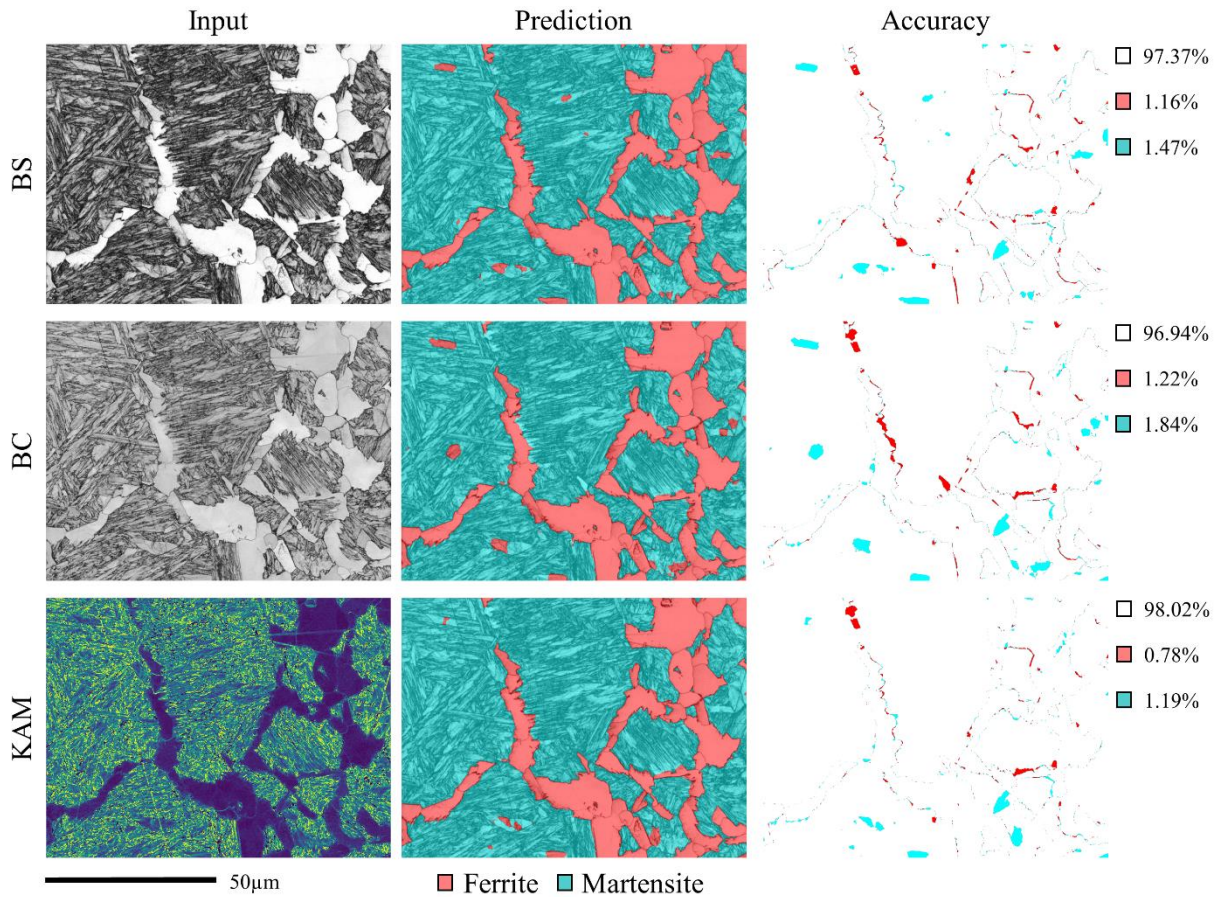 Input Prediction Accuracy
BS
97.37%
1.16%
1.47%
BC
96.94%
1.22%
1.84%
KAM
98.02%
0.78%
1.19%
50µm
Ferrite Martensite